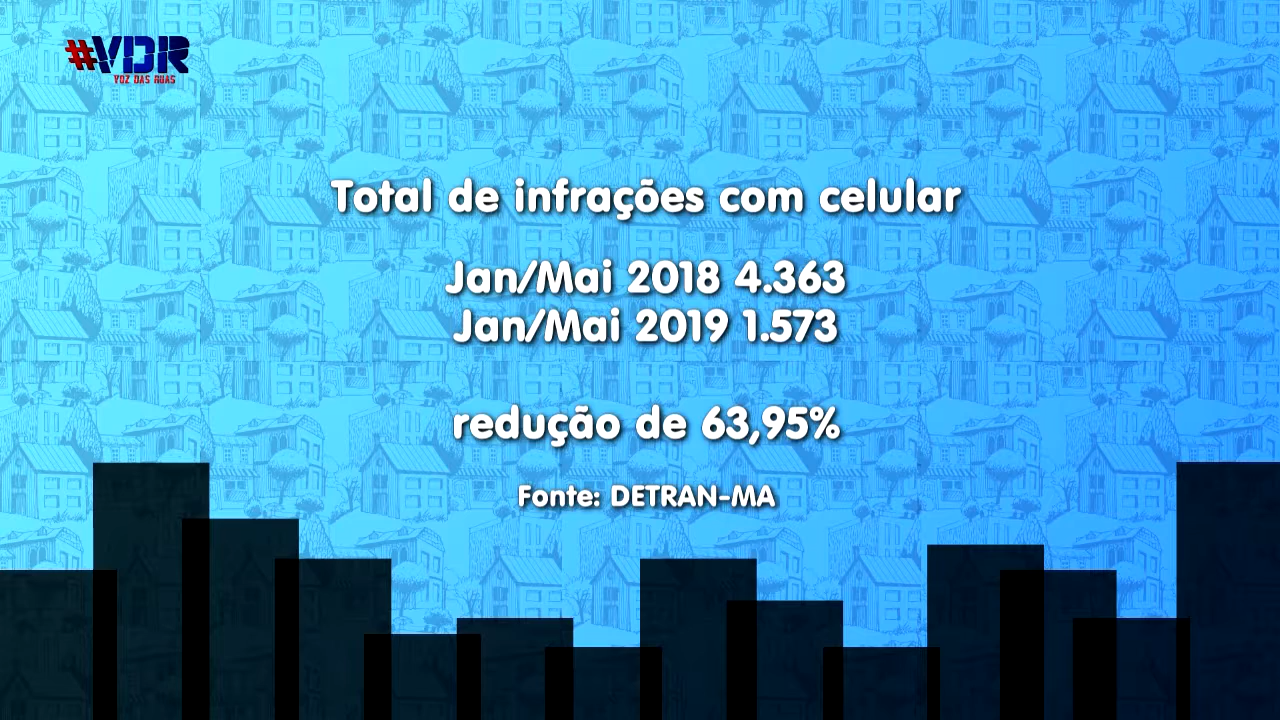 #VDR
VOZ DAS RUAS
Total de infrações com celular
Jan/Mai 2018 4.363
Jan/Mai 2019 1.573
redução de 63,95%
Fonte: DETRAN-MA